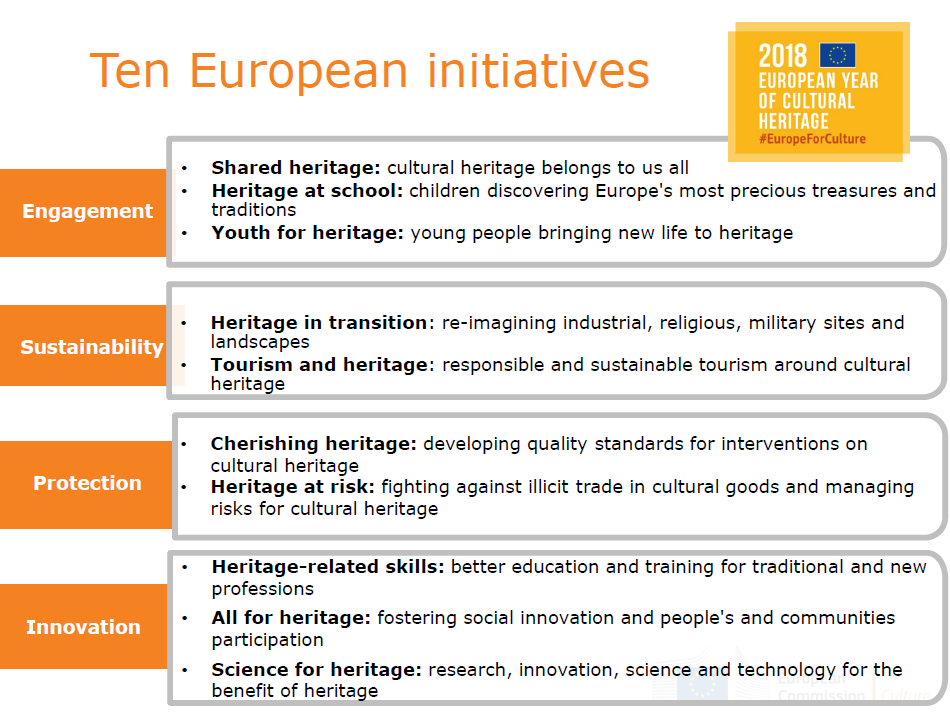 Ten European initiatives
2018
EUROPEAN YEAR
OF CULTURAL
HERITAGE
#EuropeForCulture
Engagement
• Shared heritage: cultural heritage belongs to us all
• Heritage at school: children discovering Europe's most precious treasures and
traditions
• Youth for heritage: young people bringing new life to heritage
Sustainability
• Heritage in transition: re-imagining industrial, religious, military sites and
landscapes
• Tourism and heritage: responsible and sustainable tourism around cultural
heritage
Protection
• Cherishing heritage: developing quality standards for interventions on
cultural heritage
• Heritage at risk: fighting against illicit trade in cultural goods and managing
risks for cultural heritage
Innovation
• Heritage-related skills: better education and training for traditional and new
professions
• All for heritage: fostering social innovation and people's and communities
participation
• Science for heritage: research, innovation, science and technology for the
benefit of heritage
European
Commission
Culture